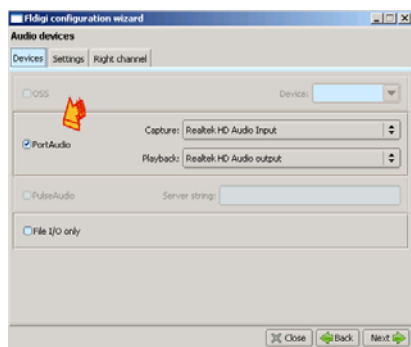 Fldigi configuration wizard
Audio devices
Devices Settings Right channel
OSS Device:
PortAudio
Capture: Realtek HD Audio Input
Playback: Realtek HD Audio output
PulseAudio Server string:
File I/O only
Close Back Next